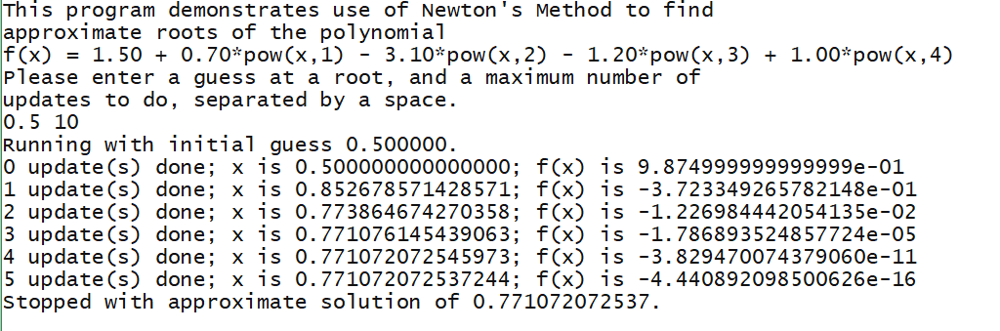 This program demonstrates use of Newton's Method to find
approximate roots of the polynomial
f(x) = 1.50 + 0.70*pow(x,1) - 3.10*pow(x,2) - 1.20*pow(x,3) + 1.00*pow(x,4)
Please enter a guess at a root, and a maximum number of
updates to do, separated by a space.
0.5 10
Running with initial guess 0.500000.
0 update(s) done; x is 0.500000000000000; f(x) is 9.874999999999999e-01
1 update(s) done; x is 0.852678571428571; f(x) is -3.723349265782148e-01
2 update(s) done; x is 0.773864674270358; f(x) is -1.226984442054135e-02
3 update(s) done; x is 0.771076145439063; f(x) is -1.786893524857724e-05
4 update(s) done; x is 0.771072072545973; f(x) is -3.829470074379060e-11
5 update(s) done; x is 0.771072072537244; f(x) is -4.440892098500626e-16
Stopped with approximate solution of 0.771072072537.